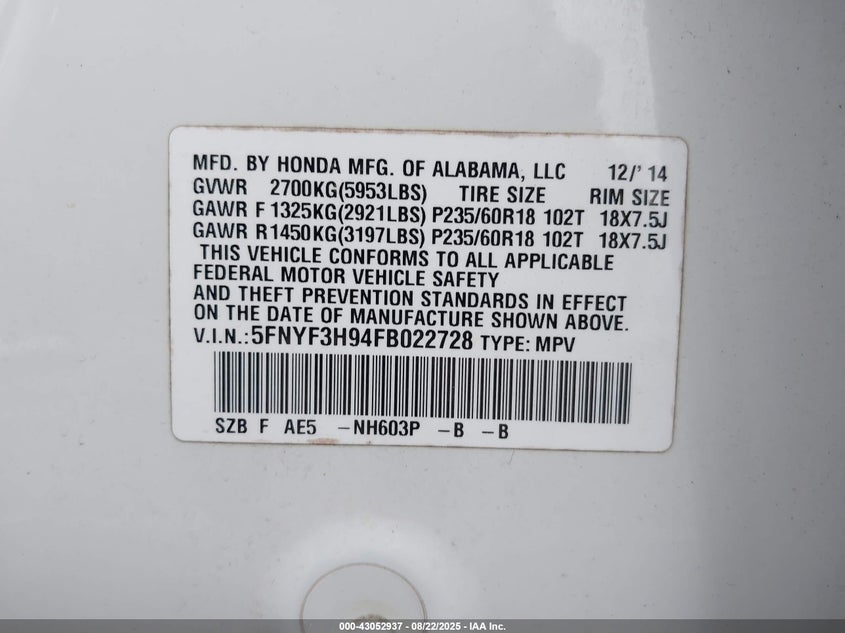 MFD. BY HONDA MFG. OF ALABAMA, LLC 12/' 14
GVWR 2700KG(5953LBS) TIRE SIZE RIM SIZE
GAWR F 1325KG(2921LBS) P235/60R18 102T 18X7.5J
GAWR R1450KG(3197LBS) P235/60R18 102T 18X7.5J
THIS VEHICLE CONFORMS TO ALL APPLICABLE
FEDERAL MOTOR VEHICLE SAFETY
AND THEFT PREVENTION STANDARDS IN EFFECT
ON THE DATE OF MANUFACTURE SHOWN ABOVE.
V.I.N.:5FNYF3H94FB022728 TYPE: MPV
SZB F AE5 -NH603P -B -B
000-43052937 - 08/22/2025 - IAA Inc.